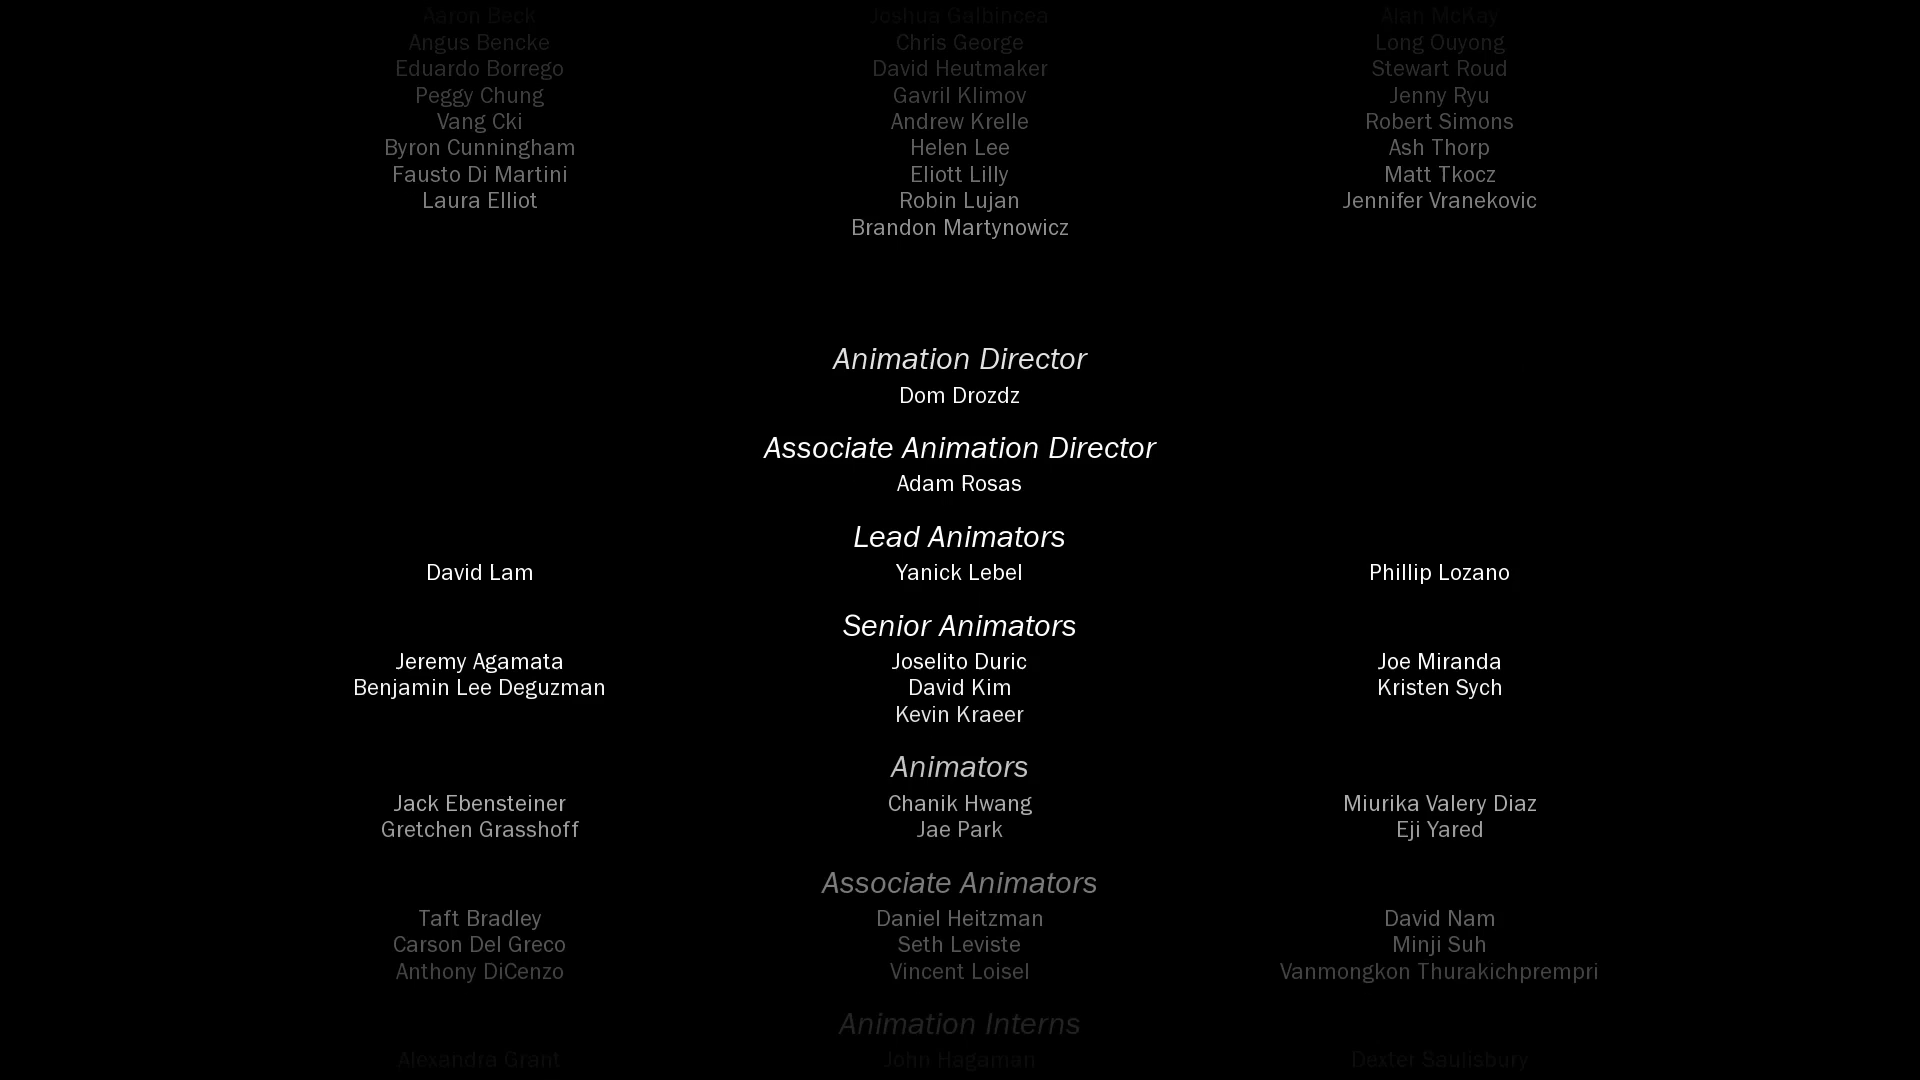 Aaron Beck Joshua Galbincea Alan McKay
Angus Bencke Chris George Long Ouyong
Eduardo Borrego David Heutmaker Stewart Roud
Peggy Chung Gavril Klimov Jenny Ryu
Vang Cki Andrew Krelle Robert Simons
Byron Cunningham Helen Lee Ash Thorp
Fausto Di Martini Eliott Lilly Matt Tkocz
Laura Elliot Robin Lujan Jennifer Vranekovic
Brandon Martynowicz
Animation Director
Dom Drozdz
Associate Animation Director
Adam Rosas
Lead Animators
David Lam Yanick Lebel Phillip Lozano
Senior Animators
Jeremy Agamata Joselito Duric Joe Miranda
Benjamin Lee Deguzman David Kim Kristen Sych
Kevin Kraeer
Animators
Jack Ebensteiner Chanik Hwang Miurika Valery Diaz
Gretchen Grasshoff Jae Park Eji Yared
Associate Animators
Taft Bradley Daniel Heitzman David Nam
Carson Del Greco Seth Leviste Minji Suh
Anthony DiCenzo Vincent Loisel Vanmongkon Thurakichprempri
Animation Interns
Alexandra Grant John Hagaman Dexter Saulisbury